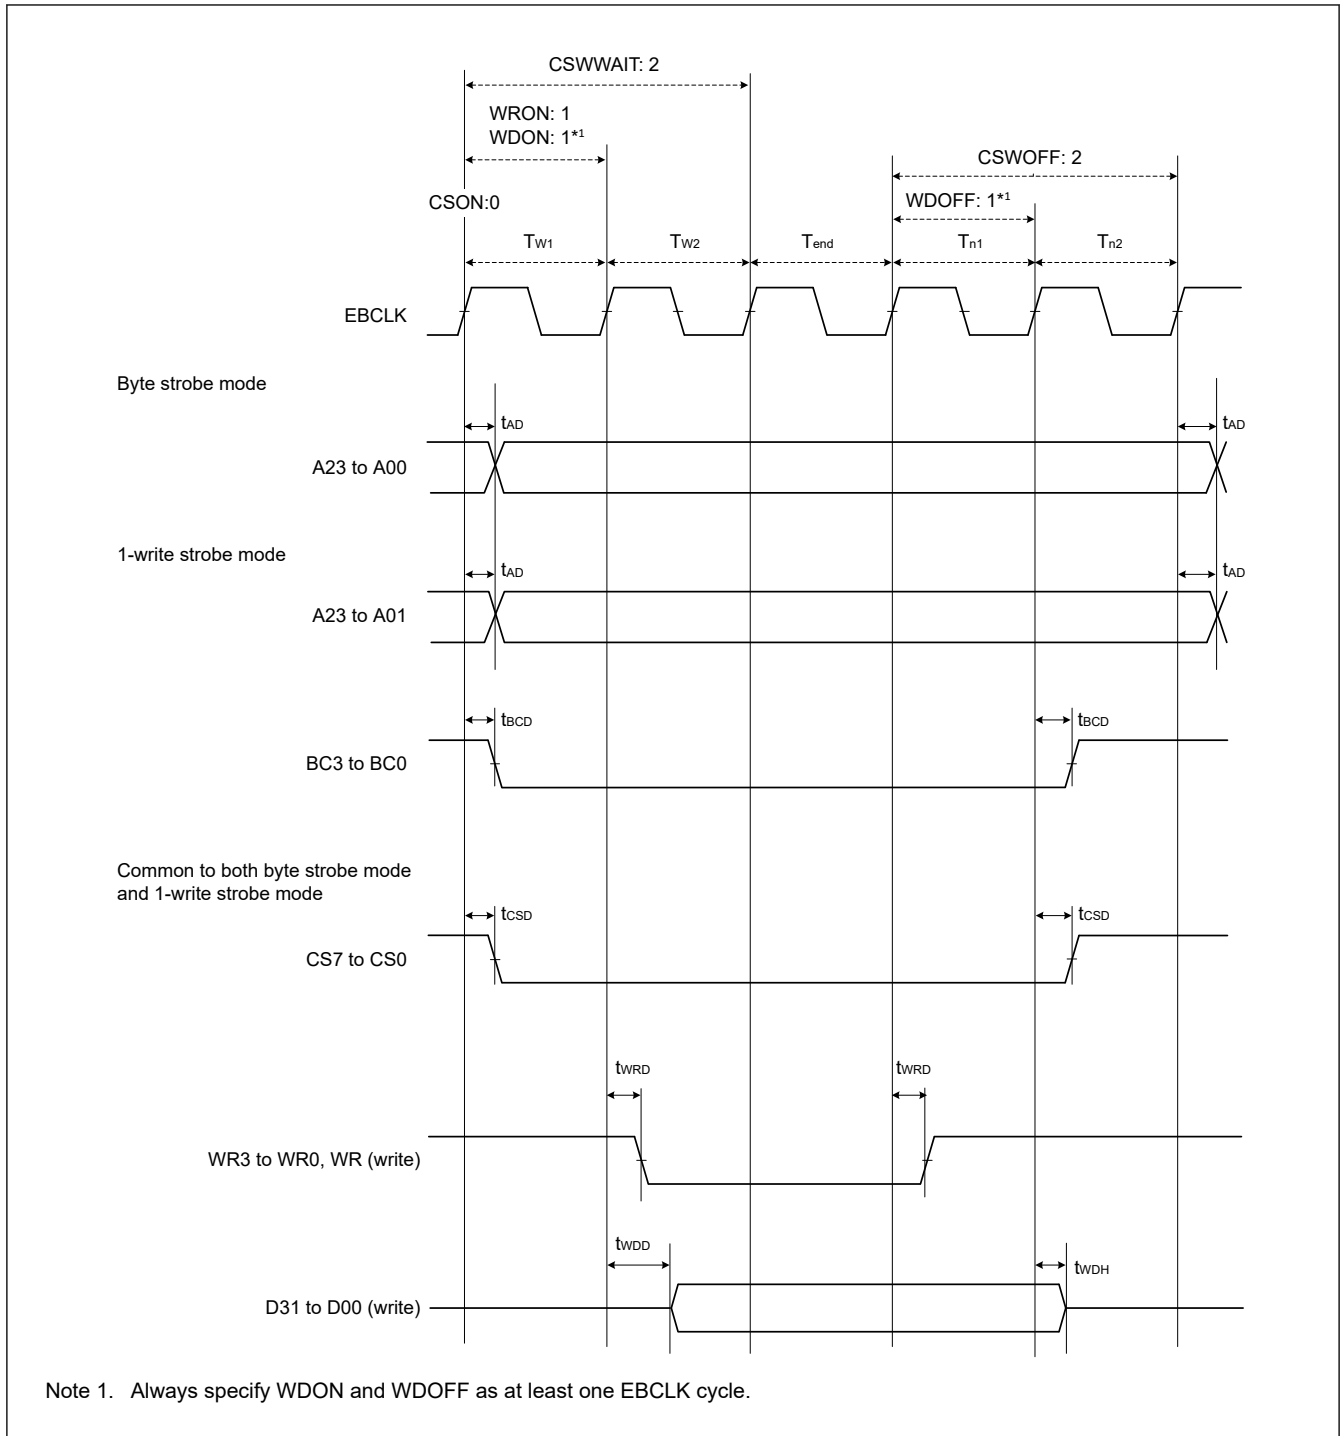 CSWWAIT: 2
WRON: 1
WDON: 1*1
CSWOFF: 2
CSON:0
WDOFF: 1*1
TW1 TW2 Tend Tn1 Tn2
EBCLK
Byte strobe mode
tAD tAD
A23 to A00
1-write strobe mode
tAD tAD
A23 to A01
tBCD tBCD
BC3 to BC0
Common to both byte strobe mode
and 1-write strobe mode
tCSD tCSD
CS7 to CS0
tWRD tWRD
WR3 to WR0, WR (write)
tWDD tWDH
D31 to D00 (write)
Note 1. Always specify WDON and WDOFF as at least one EBCLK cycle.